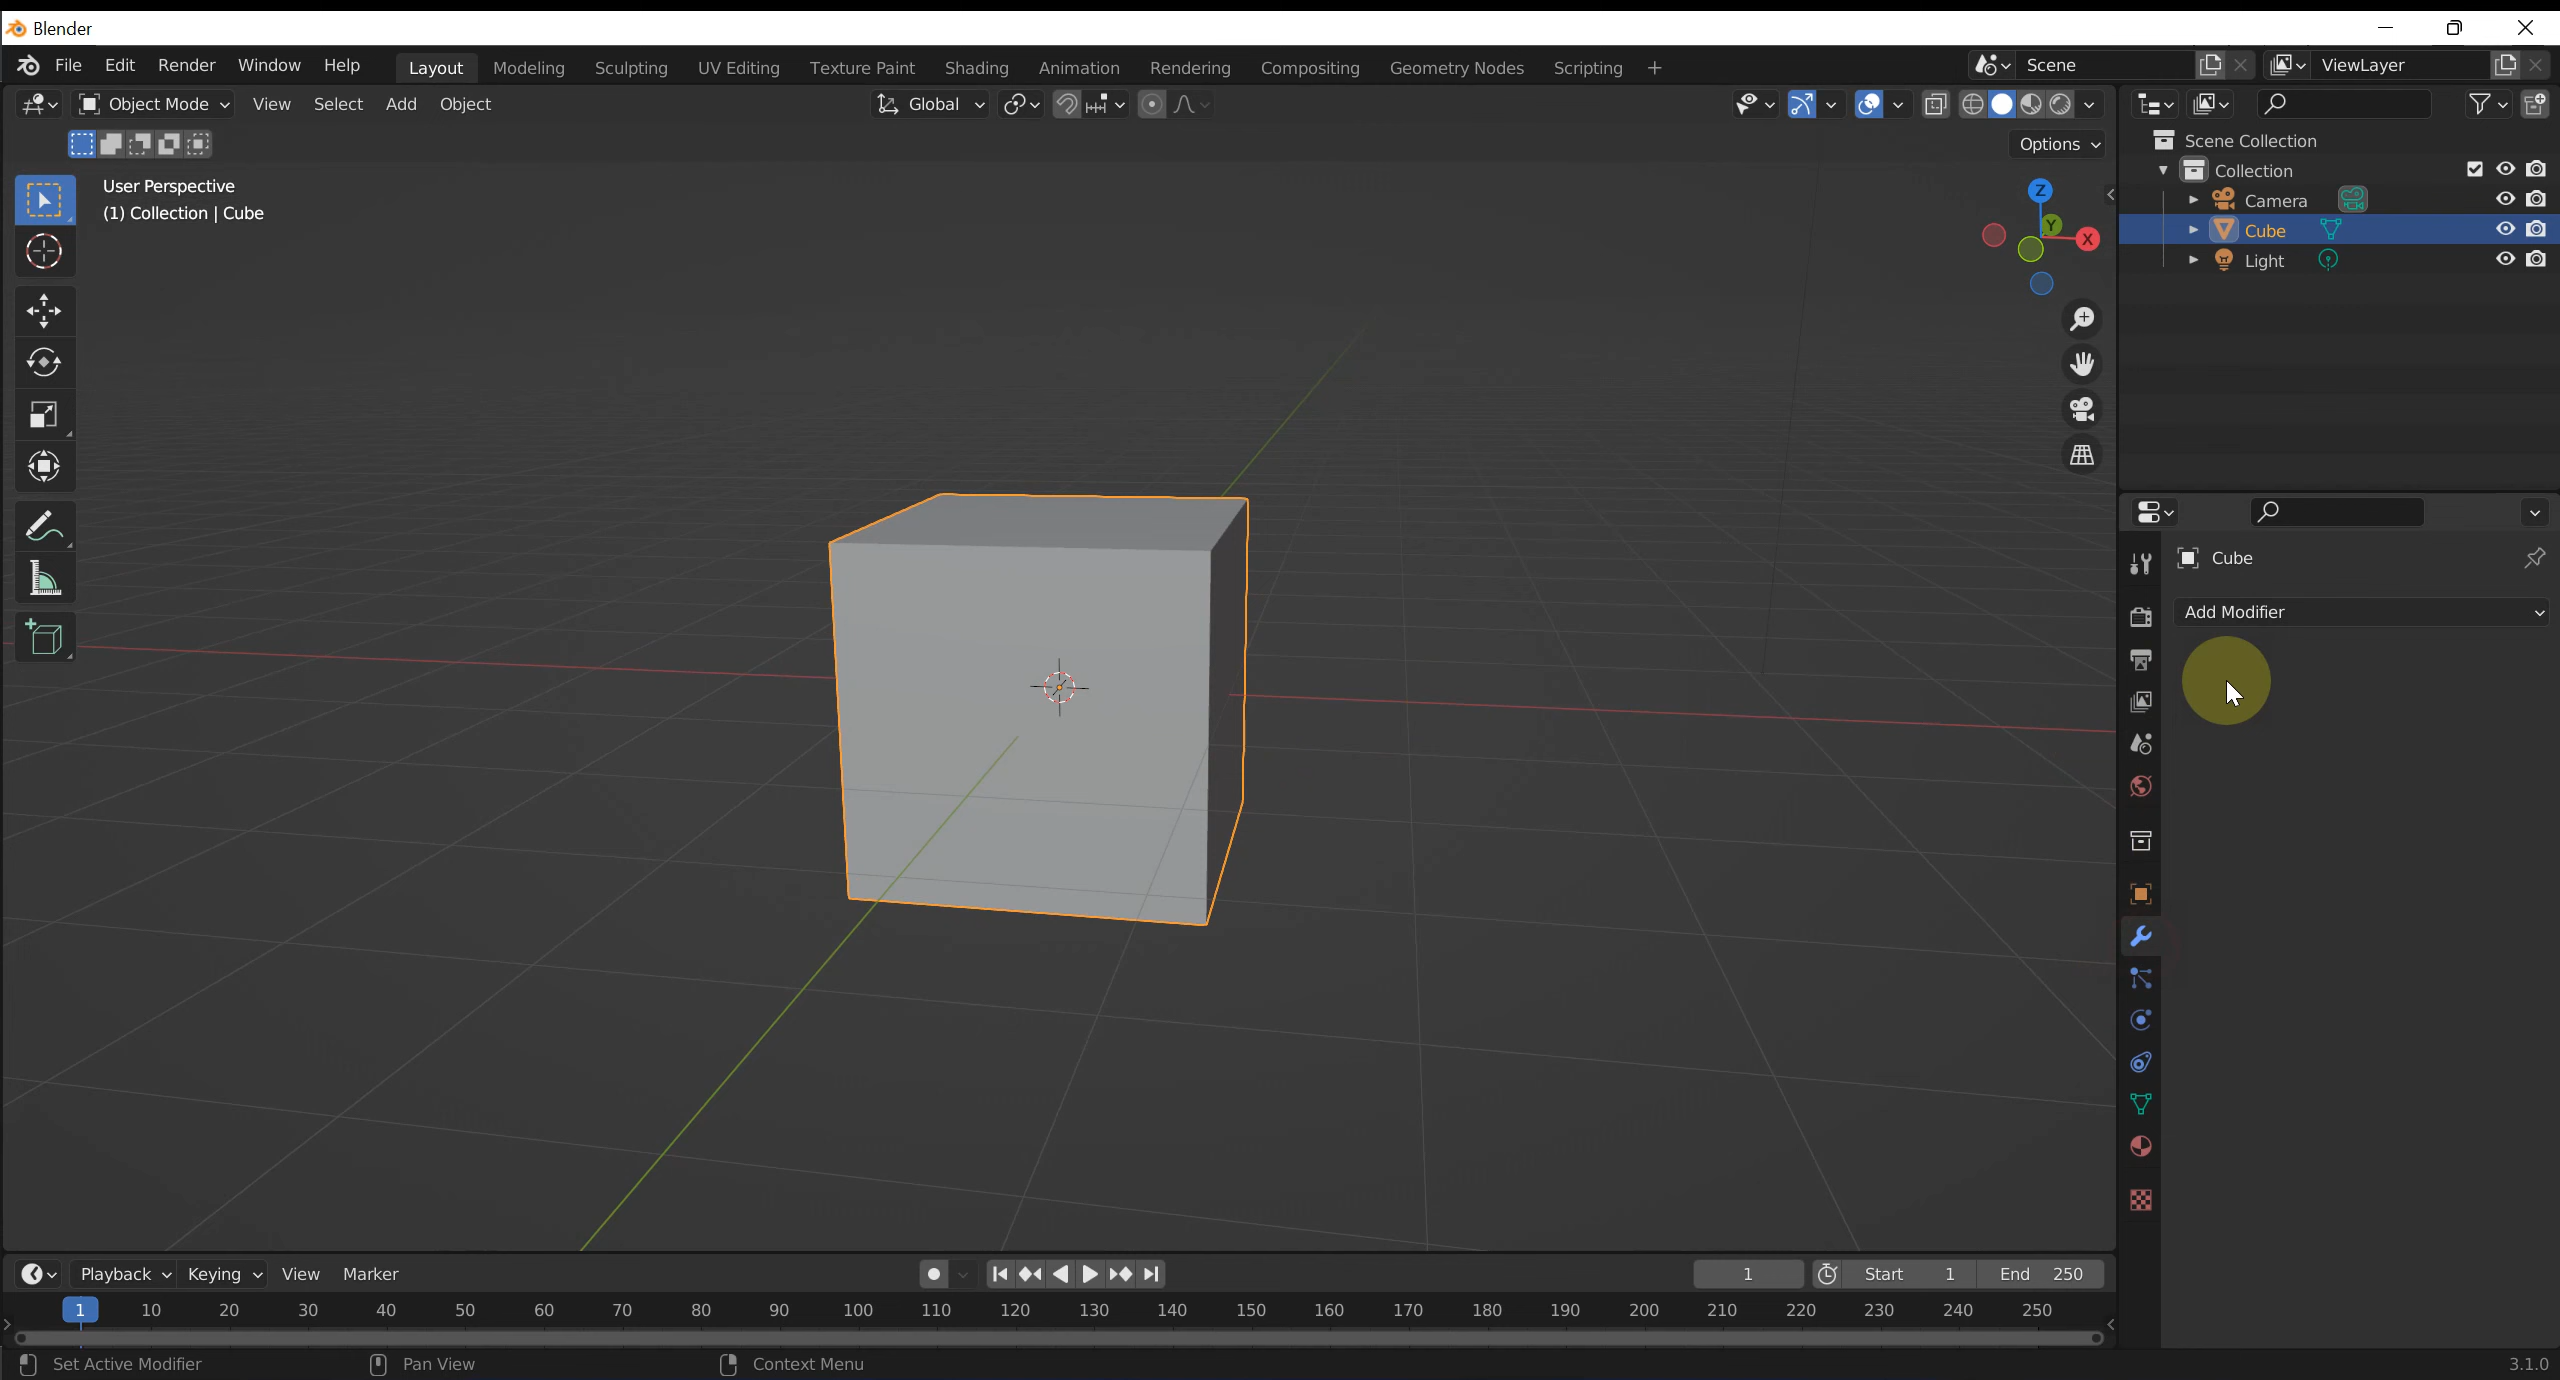 Blender
File Edit Render Window Help Layout Modeling Sculpting UV Editing Texture Paint Shading Animation Rendering Compositing Geometry Nodes Scripting + Scene ViewLayer
Object Mode View Select Add Object Global
Options
User Perspective
(1) Collection | Cube
Z
Y
X
Scene Collection
Collection
Camera
Cube
Light
Cube
Add Modifier
Playback Keying View Marker 1 Start 1 End 250
1 10 20 30 40 50 60 70 80 90 100 110 120 130 140 150 160 170 180 190 200 210 220 230 240 250
Set Active Modifier Pan View Context Menu 3.1.0